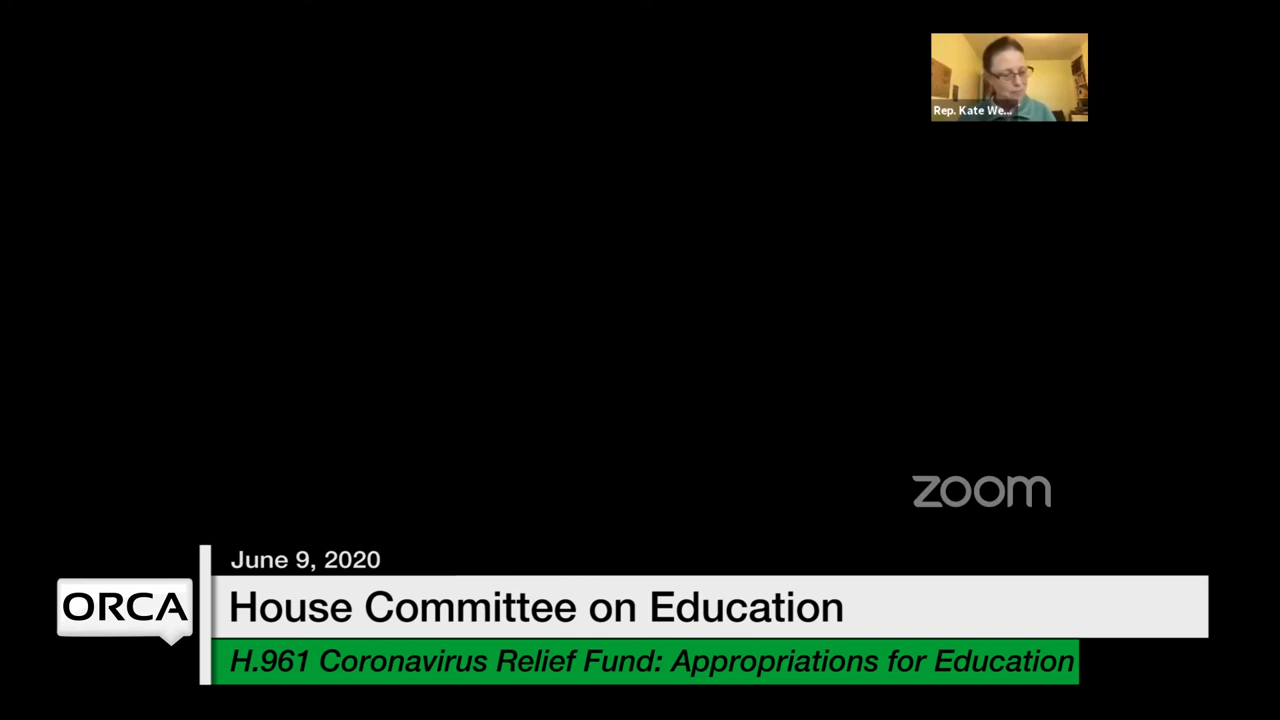 Rep. Kate We...
zoom
June 9, 2020
ORCA
House Committee on Education
H.961 Coronavirus Relief Fund: Appropriations for Education